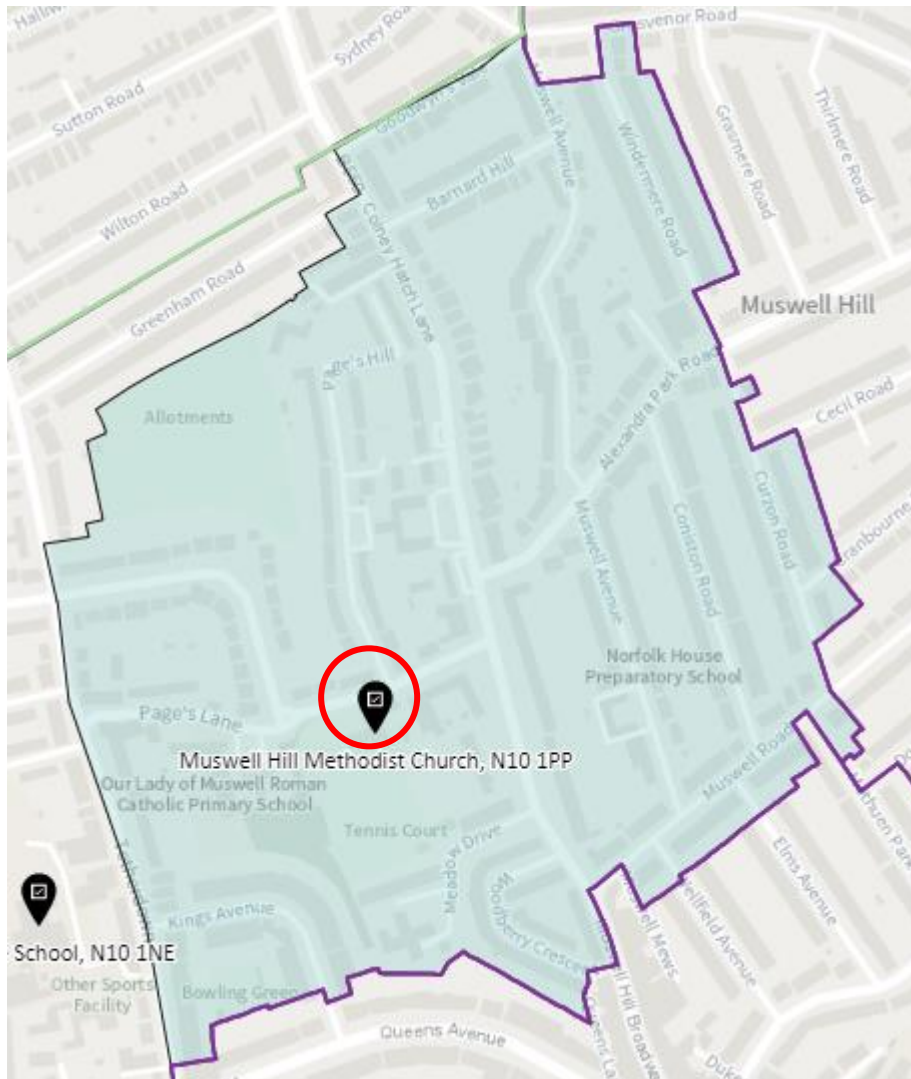 Sydney Road
Sutton Road
Grasmere Road
Thirlmere Road
Barnard Hill
Muswell Avenue
Windermere Road
Wilton Road
Colney Hatch Lane
Greenham Road
Muswell Hill
Page's Hill
Alexandra Park Road
Cecil Road
Allotments
Curzon Road
Muswell Avenue
Coniston Road
Norfolk House
Preparatory School
Page's Lane
Muswell Hill Methodist Church, N10 1PP
Our Lady of Muswell Roman
Catholic Primary School
Muswell Road
Tennis Court
Meadow Drive
Elms Avenue
Kings Avenue
Woodberry Crescent
School, N10 1NE
Other Sports
Facility
Bowling Green
Queens Avenue